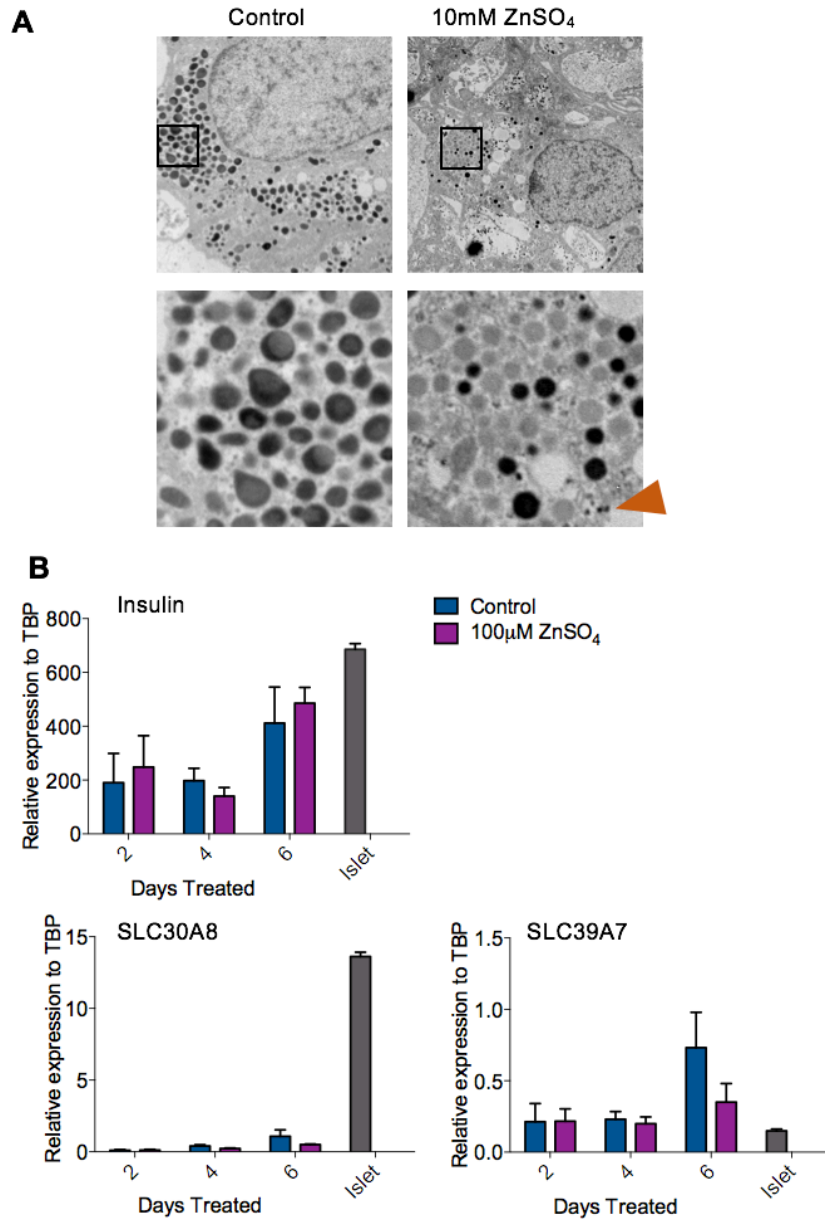 A
Control
10mM ZnSO₄
B
Insulin
Relative expression to TBP
800
600
400
200
0
2
4
6
Islet
Days Treated
Control
100µM ZnSO₄
SLC30A8
Relative expression to TBP
15
10
5
0
2
4
6
Islet
Days Treated
SLC39A7
Relative expression to TBP
1.5
1.0
0.5
0.0
2
4
6
Islet
Days Treated